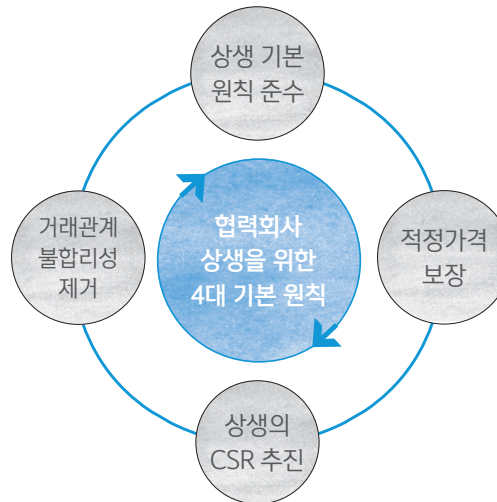 상생 기본
원칙 준수
거래관계
불합리성
제거
협력회사
상생을 위한
4대 기본 원칙
적정가격
보장
상생의
CSR 추진